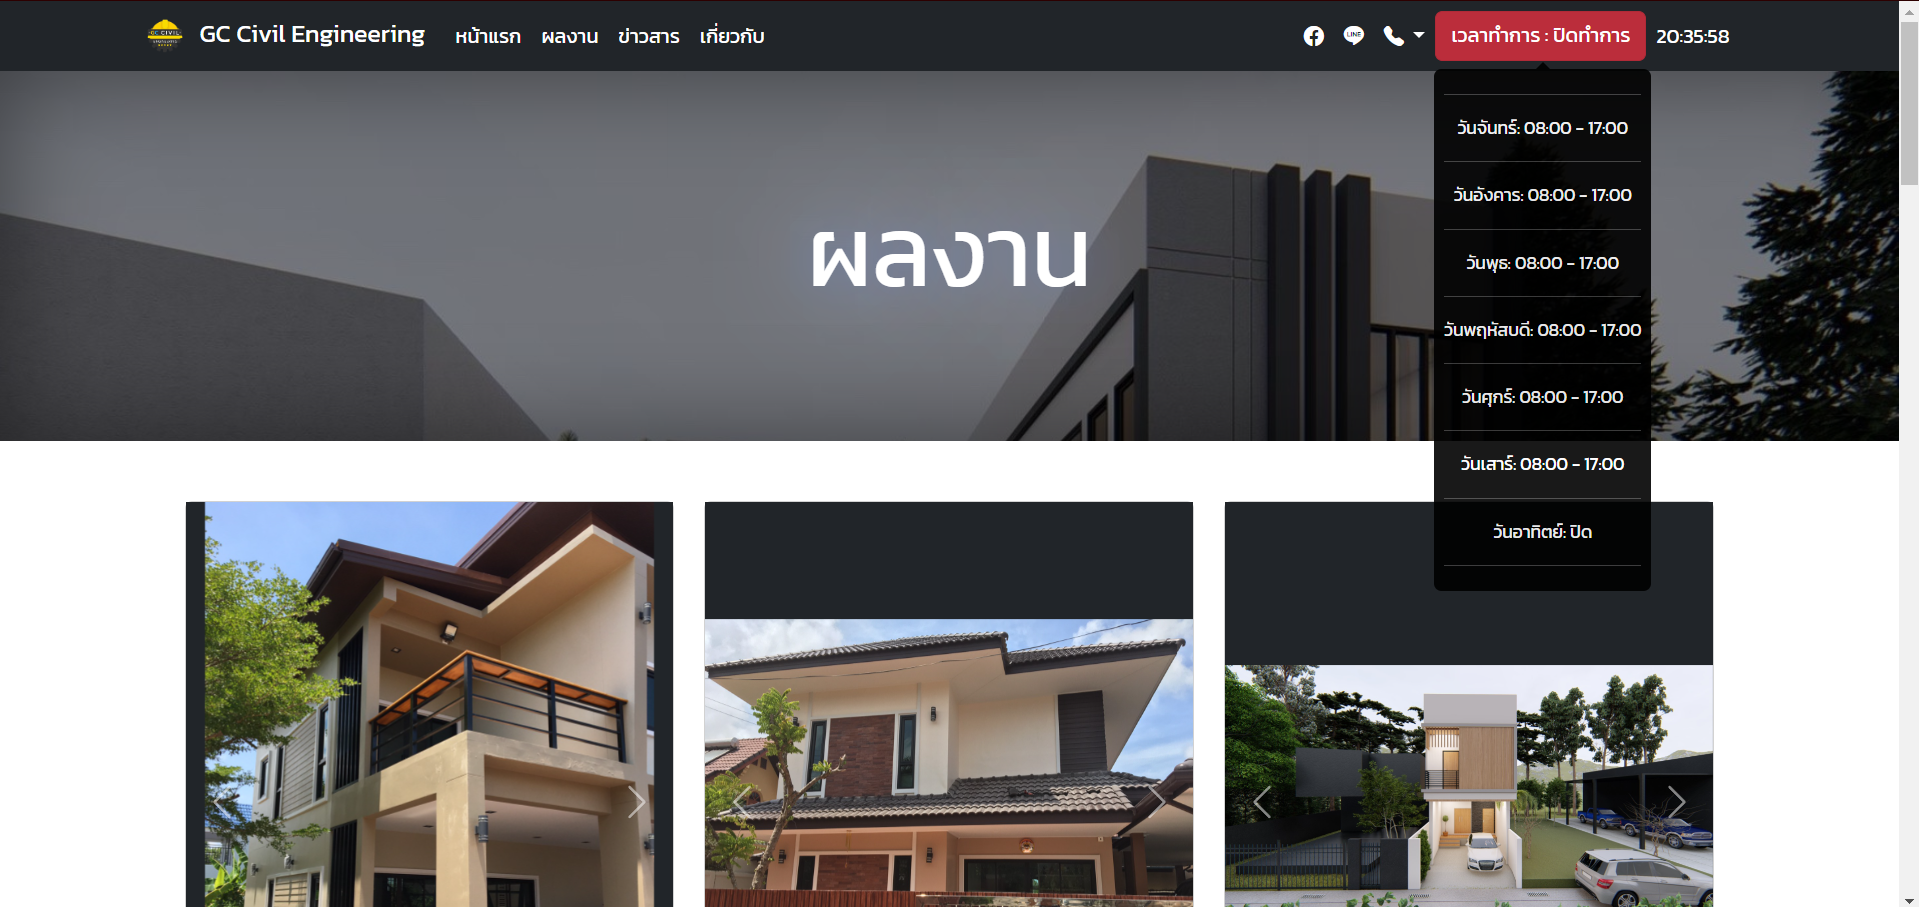 GC CIVIL
GC Civil Engineering
หน้าแรก
ผลงาน
ข่าวสาร
เกี่ยวกับ
LINE
เวลาทำการ : ปิดทำการ
20:35:58
วันจันทร์: 08:00 - 17:00
วันอังคาร: 08:00 - 17:00
วันพุธ: 08:00 - 17:00
วันพฤหัสบดี: 08:00 - 17:00
วันศุกร์: 08:00 - 17:00
วันเสาร์: 08:00 - 17:00
วันอาทิตย์: ปิด
ผลงาน